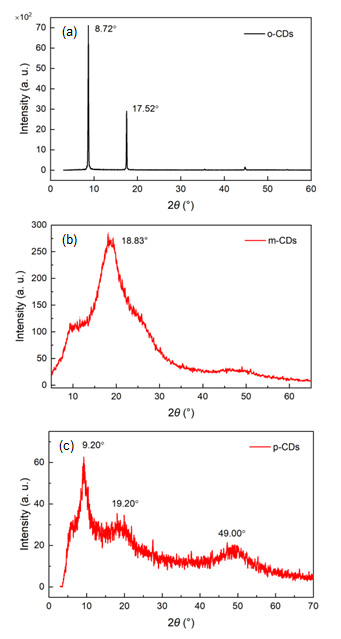 ×10²
(a)
8.72°
o-CDs
17.52°
Intensity (a. u.)
70
60
50
40
30
20
10
0
0 10 20 30 40 50 60
2θ (°)
(b)
18.83°
m-CDs
Intensity (a. u.)
300
250
200
150
100
50
0
10 20 30 40 50 60
2θ (°)
(c)
9.20°
p-CDs
19.20°
49.00°
Intensity (a. u.)
60
40
20
0
0 10 20 30 40 50 60 70
2θ (°)